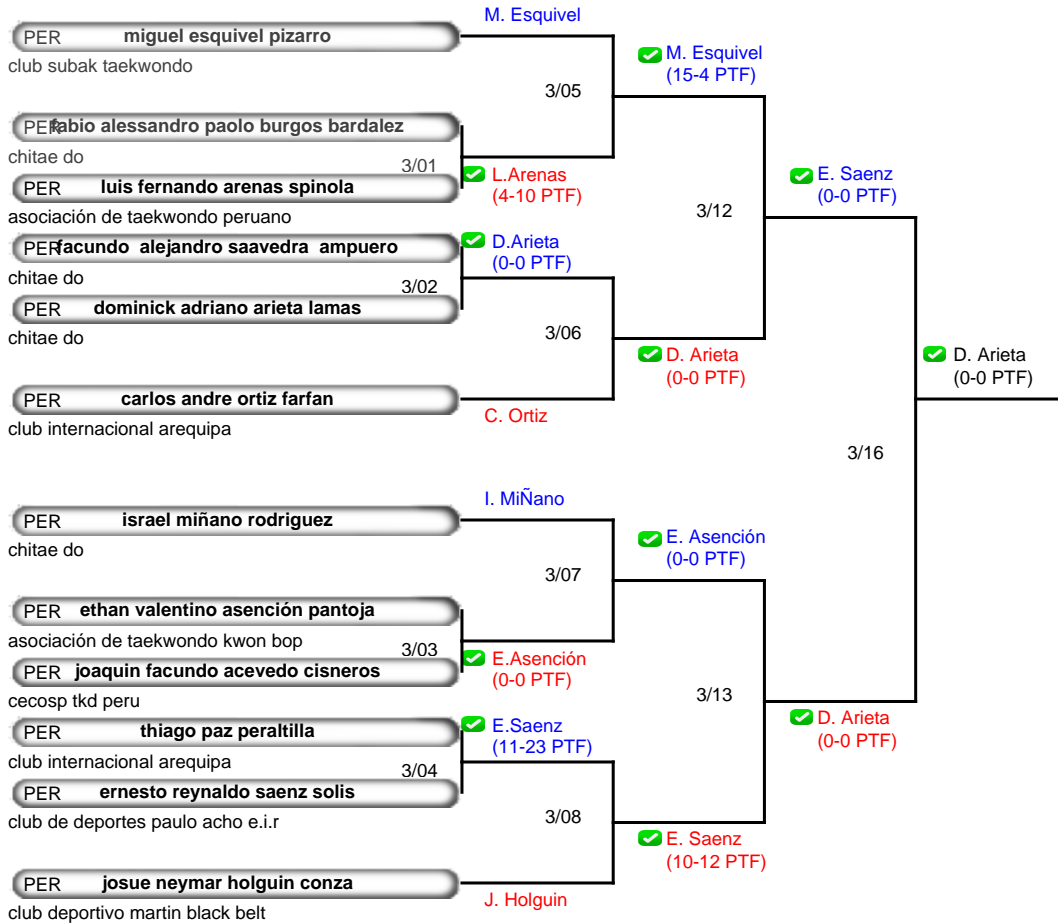 M. Esquivel
PER miguel esquivel pizarro
club subak taekwondo
M. Esquivel
(15-4 PTF)
3/05
PER fabio alessandro paolo burgos bardalez
chitae do
3/01
L.Arenas
(4-10 PTF)
PER luis fernando arenas spinola
asociación de taekwondo peruano
E. Saenz
(0-0 PTF)
3/12
PER facundo  alejandro saavedra  ampuero
chitae do
D.Arieta
(0-0 PTF)
3/02
PER dominick adriano arieta lamas
chitae do
3/06
D. Arieta
(0-0 PTF)
D. Arieta
(0-0 PTF)
PER carlos andre ortiz farfan
club internacional arequipa
C. Ortiz
3/16
I. MiÑano
PER israel miñano rodriguez
chitae do
E. Asención
(0-0 PTF)
3/07
PER ethan valentino asención pantoja
asociación de taekwondo kwon bop
3/03
E.Asención
(0-0 PTF)
PER joaquin facundo acevedo cisneros
cecosp tkd peru
3/13
D. Arieta
(0-0 PTF)
PER thiago paz peraltilla
club internacional arequipa
E.Saenz
(11-23 PTF)
3/04
PER ernesto reynaldo saenz solis
club de deportes paulo acho e.i.r
3/08
E. Saenz
(10-12 PTF)
PER josue neymar holguin conza
club deportivo martin black belt
J. Holguin